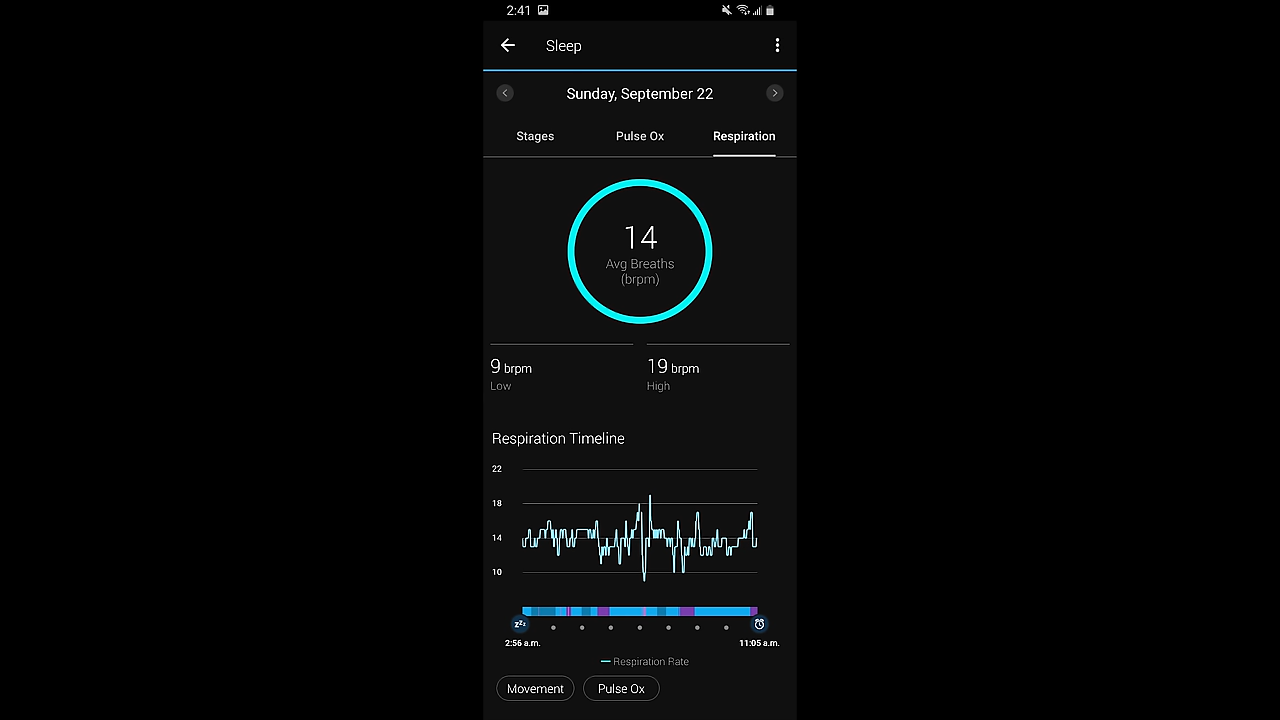 2:41
Sleep
Sunday, September 22
Stages Pulse Ox Respiration
14
Avg Breaths
(brpm)
9 brpm 19 brpm
Low High
Respiration Timeline
22
18
14
10
zzz
2:56 a.m. 11:05 a.m.
Respiration Rate
Movement Pulse Ox